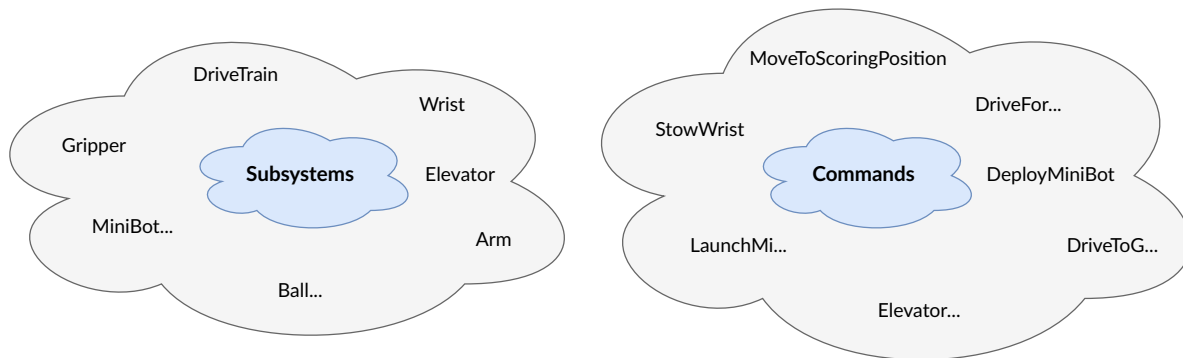 DriveTrain
Wrist
Gripper
Subsystems
Elevator
MiniBot...
Arm
Ball...
MoveToScoringPosition
DriveFor...
StowWrist
Commands
DeployMiniBot
LaunchMi...
DriveToG...
Elevator...